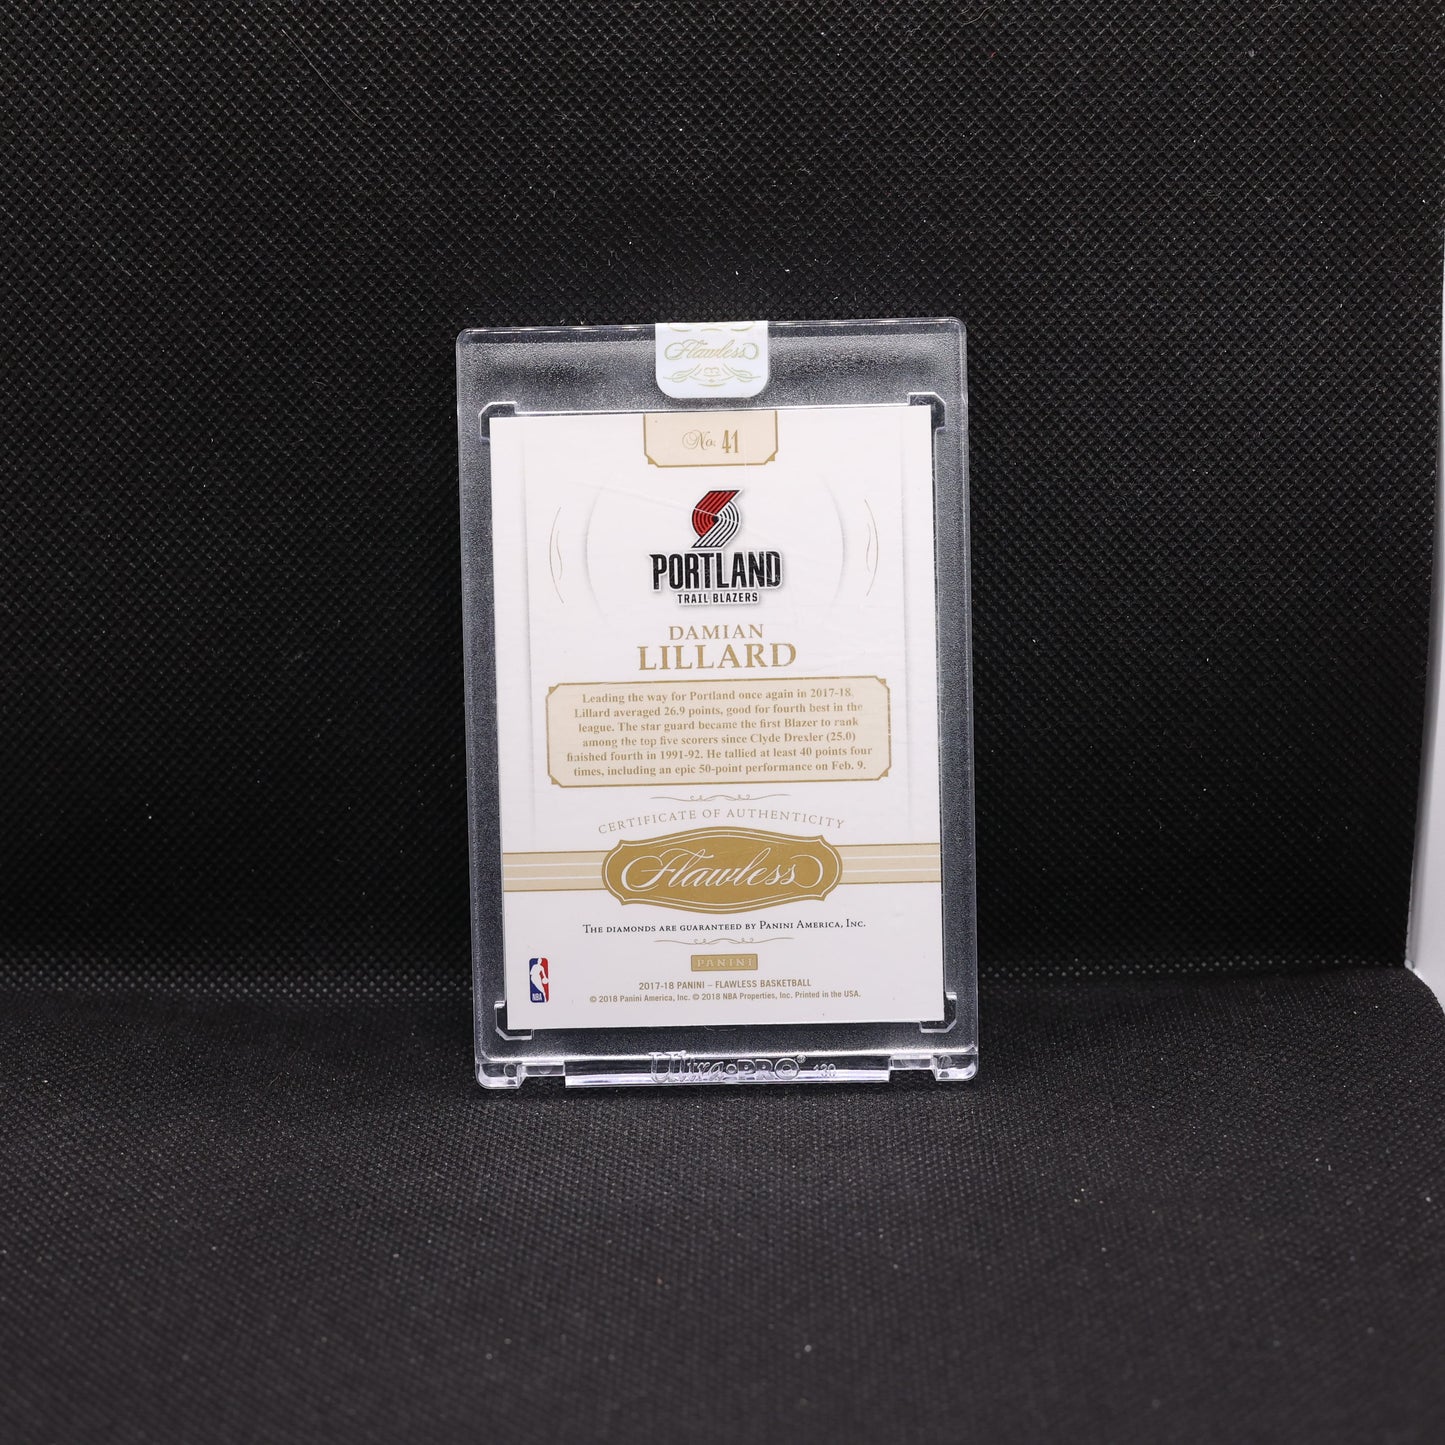 Flawless
No. 41
PORTLAND
TRAIL BLAZERS
DAMIAN
LILLARD
Leading the way for Portland once again in 2017-18,
Lillard averaged 26.9 points, good for fourth best in the
league. The star guard became the first Blazer to rank
among the top five scorers since Clyde Drexler (25.0)
finished fourth in 1991-92. He tallied at least 40 points four
times, including an epic 50-point performance on Feb. 9.
CERTIFICATE OF AUTHENTICITY
Flawless
THE DIAMONDS ARE GUARANTEED BY PANINI AMERICA, INC.
PANINI
NBA
2017-18 PANINI – FLAWLESS BASKETBALL
© 2018 Panini America, Inc. © 2018 NBA Properties, Inc. Printed in the USA.
Ultra•PRO® 130